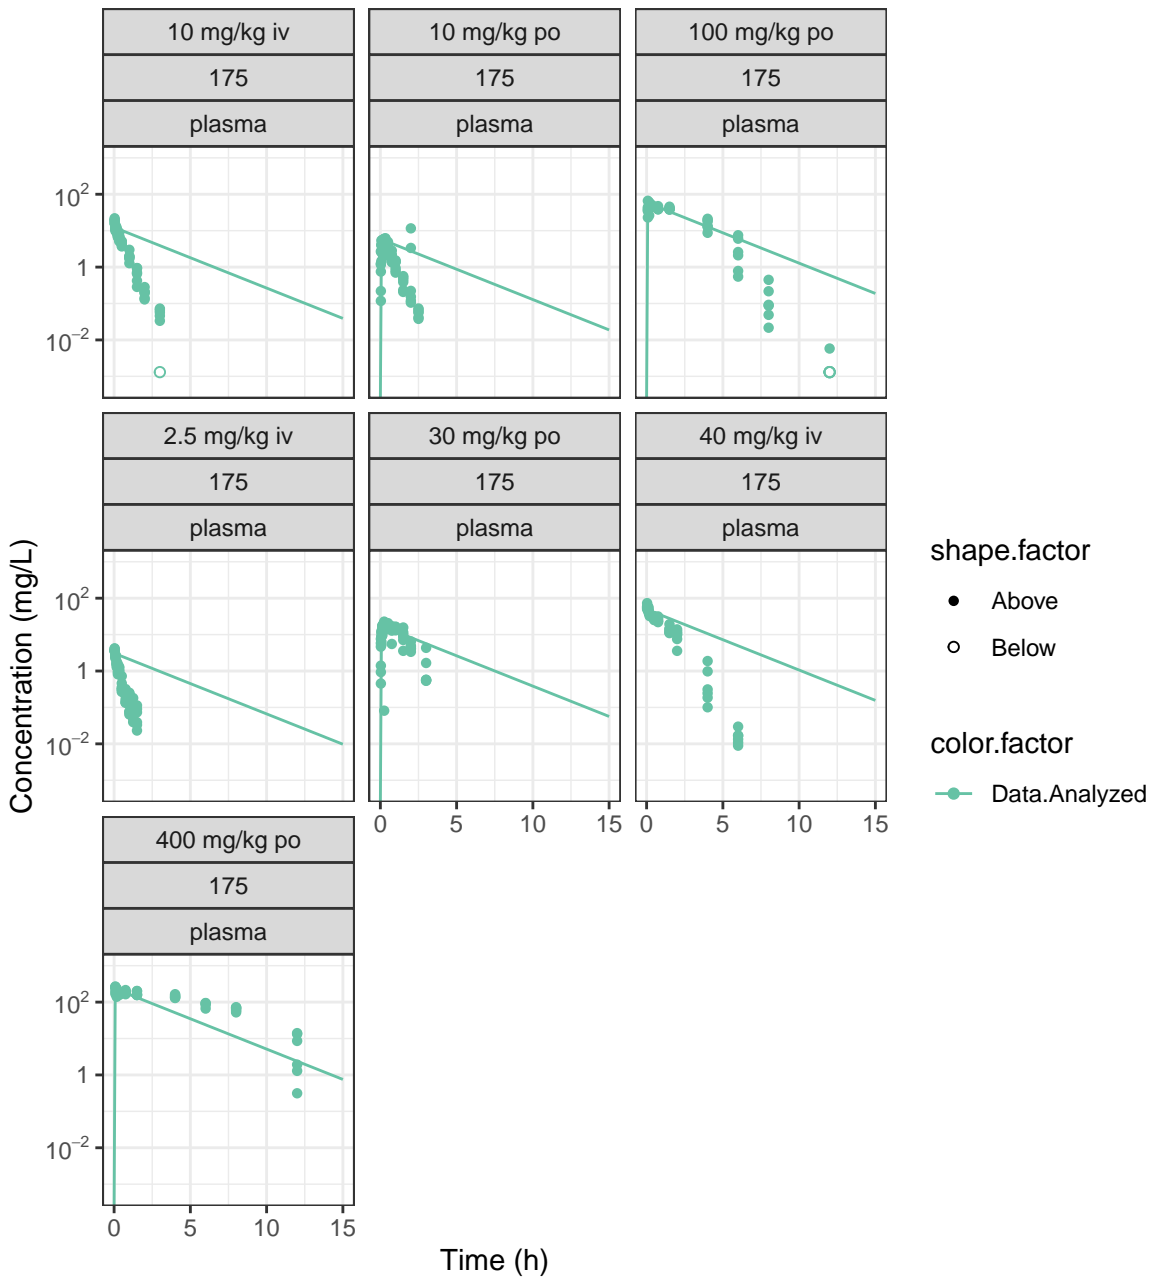 10 mg/kg iv
175
plasma
10 mg/kg po
175
plasma
100 mg/kg po
175
plasma
10²
1
10⁻²
2.5 mg/kg iv
175
plasma
30 mg/kg po
175
plasma
40 mg/kg iv
175
plasma
10²
1
10⁻²
0 5 10 15
0 5 10 15
400 mg/kg po
175
plasma
10²
1
10⁻²
0 5 10 15
Time (h)
Concentration (mg/L)
shape.factor
Above
Below
color.factor
Data.Analyzed